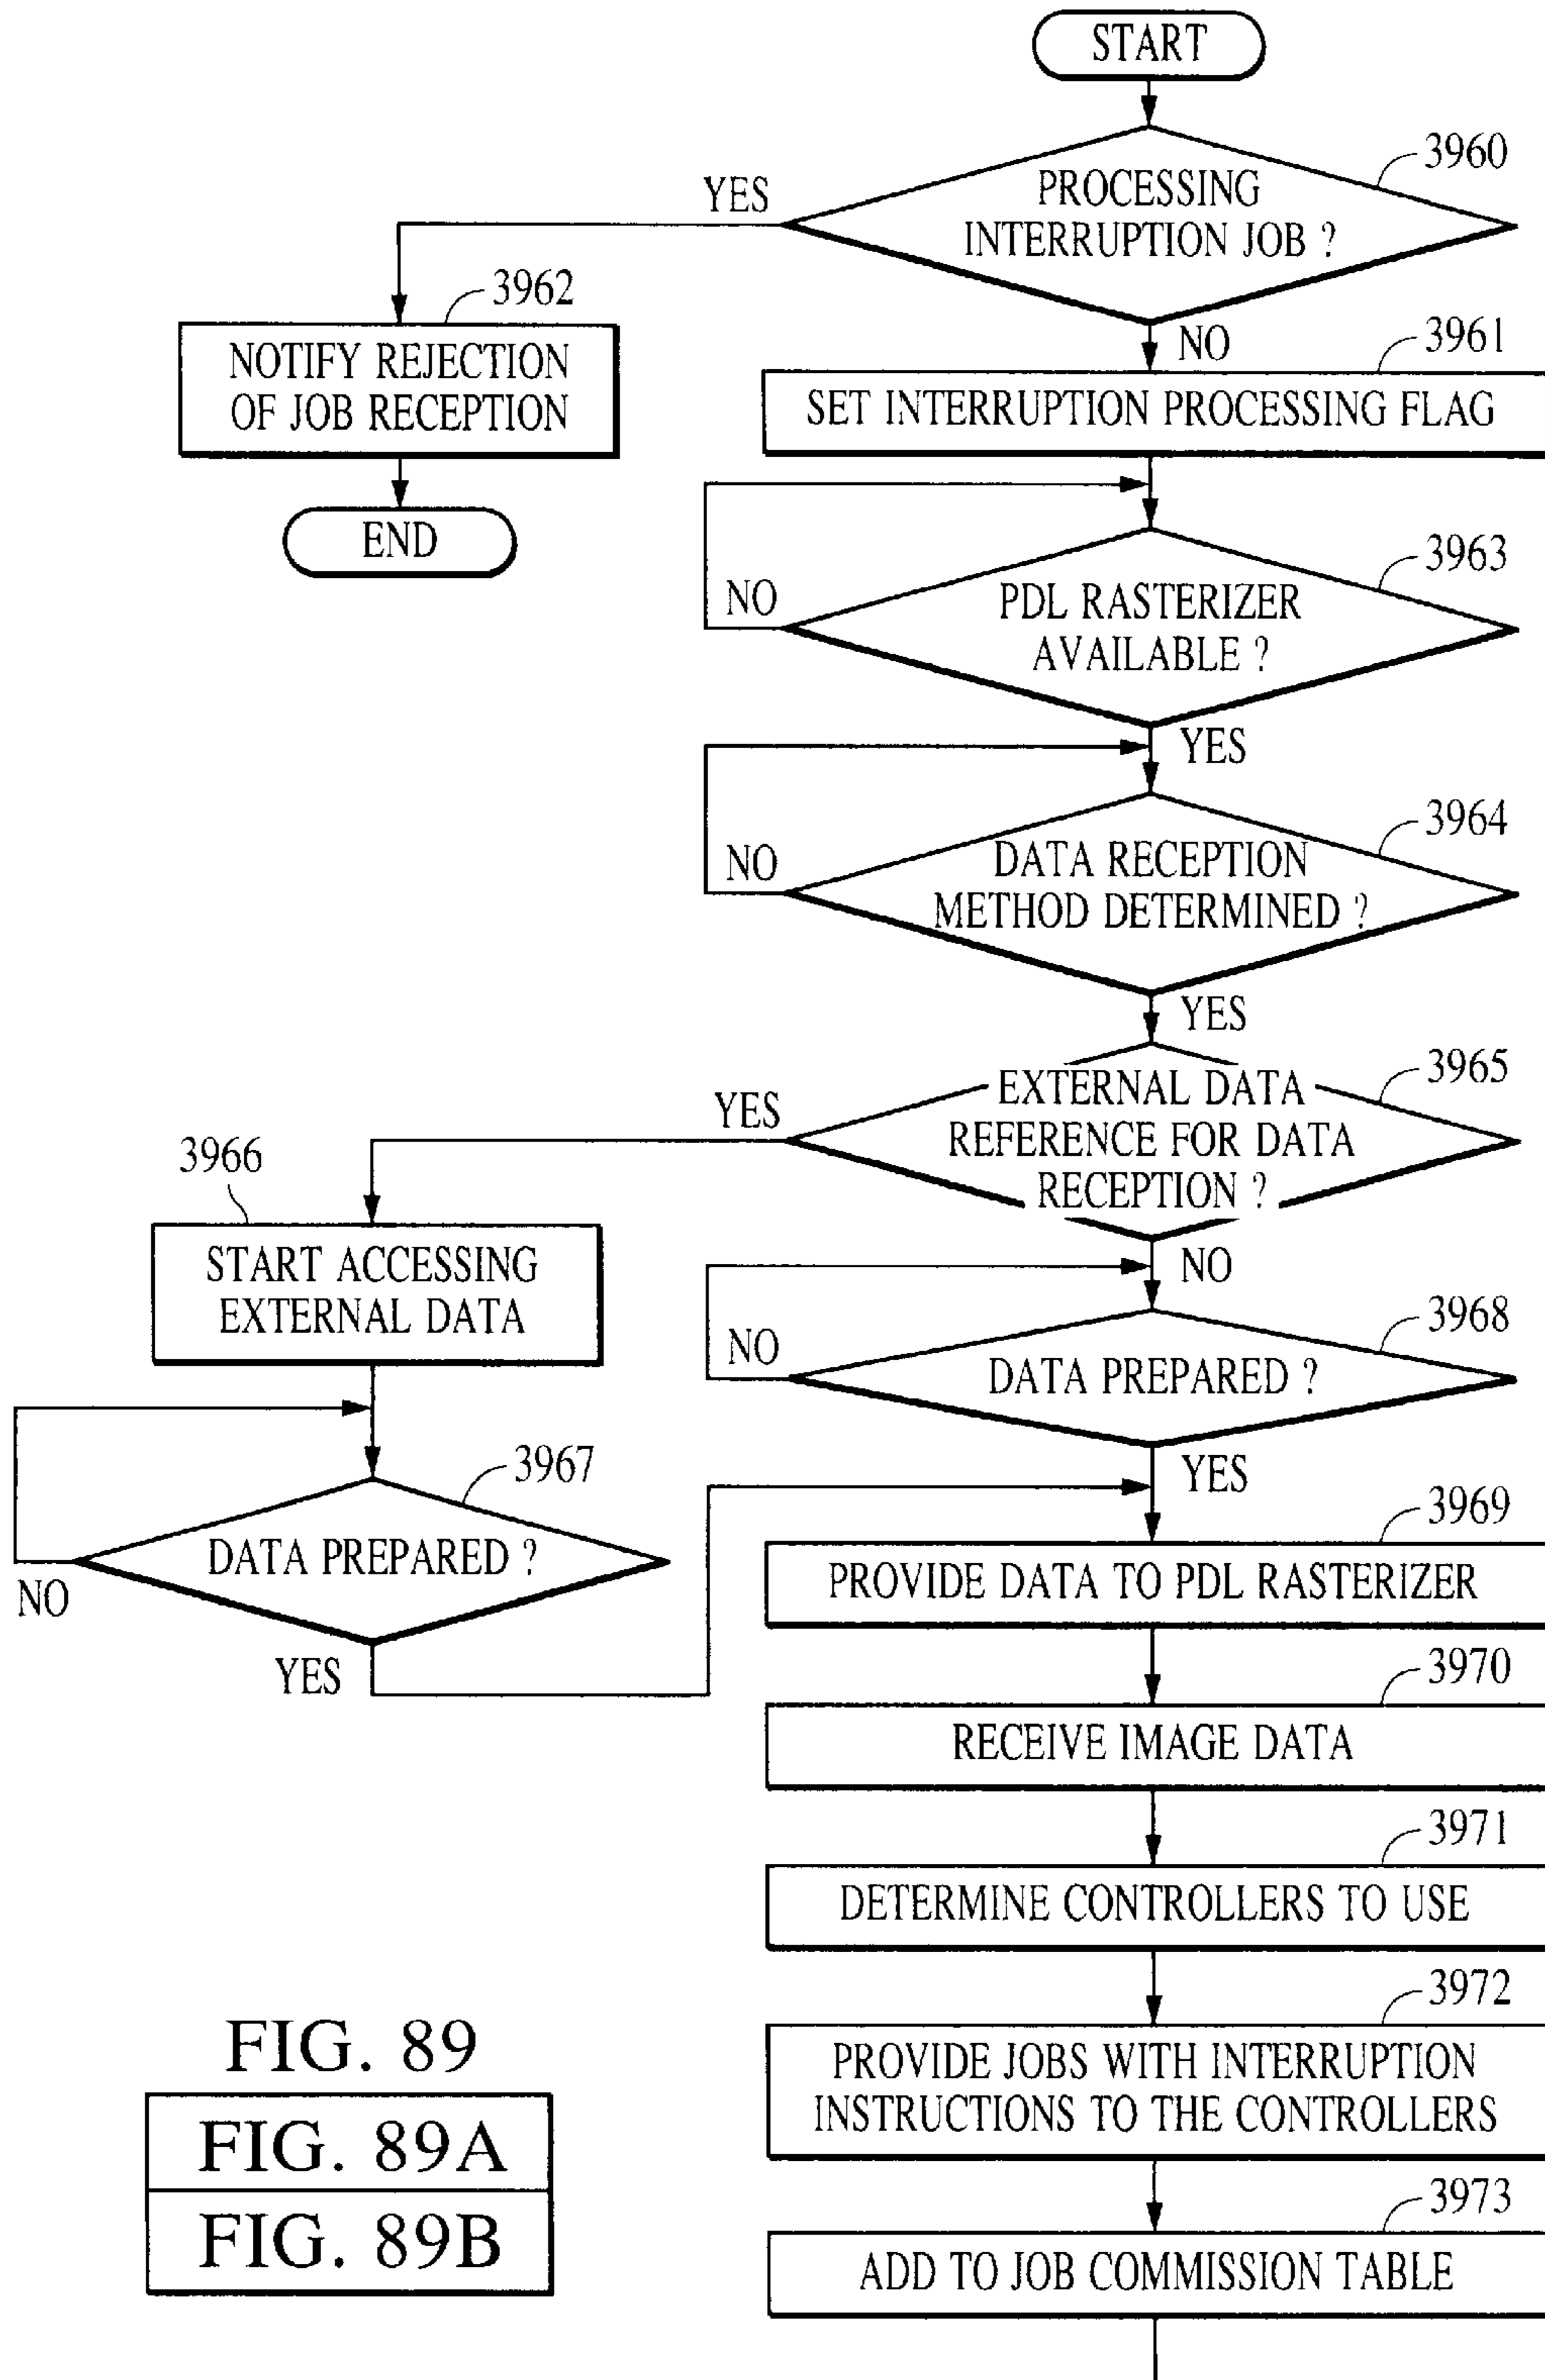 START
3960
YES
PROCESSING
INTERRUPTION JOB ?
3962
NO
3961
NOTIFY REJECTION
OF JOB RECEPTION
SET INTERRUPTION PROCESSING FLAG
END
3963
NO
PDL RASTERIZER
AVAILABLE ?
YES
3964
NO
DATA RECEPTION
METHOD DETERMINED ?
YES
3965
YES
EXTERNAL DATA
REFERENCE FOR DATA
RECEPTION ?
3966
START ACCESSING
EXTERNAL DATA
NO
3968
NO
DATA PREPARED ?
3967
YES
DATA PREPARED ?
NO
YES
3969
PROVIDE DATA TO PDL RASTERIZER
3970
RECEIVE IMAGE DATA
3971
DETERMINE CONTROLLERS TO USE
3972
PROVIDE JOBS WITH INTERRUPTION
INSTRUCTIONS TO THE CONTROLLERS
3973
ADD TO JOB COMMISSION TABLE
FIG. 89
FIG. 89A
FIG. 89B